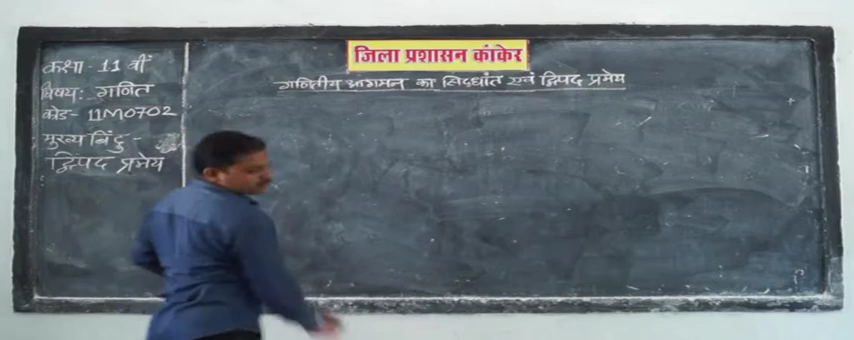 जिला प्रशासन कांकेर
गणितीय आगमन का सिद्धांत एवं द्विपद प्रमेय
कक्षा - 11 वीं
विषय: गणित
कोड - 11M0702
मुख्य बिंदु -
द्विपद प्रमेय